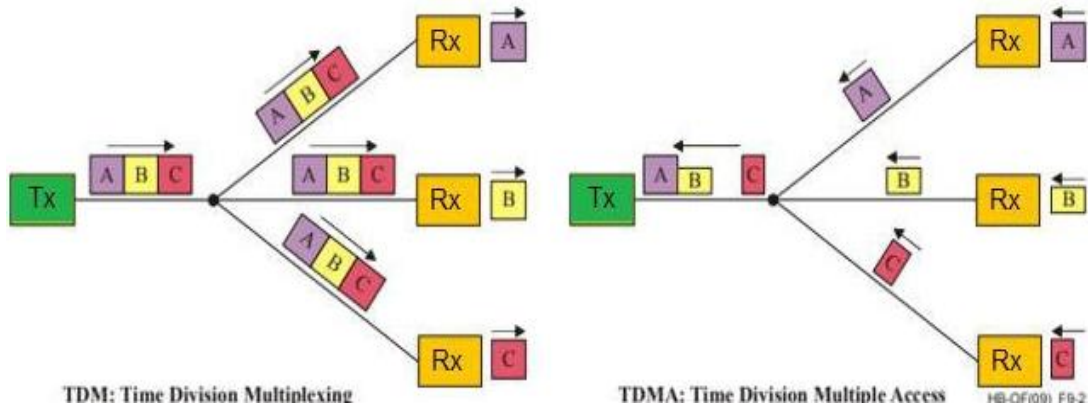 Rx A
A B C
A B C
Tx
A B C
Rx B
A B C
Rx C
TDM: Time Division Multiplexing
Rx A
A
A B C
Tx
B
Rx B
C
Rx C
TDMA: Time Division Multiple Access
HB-OF(09) F9-2